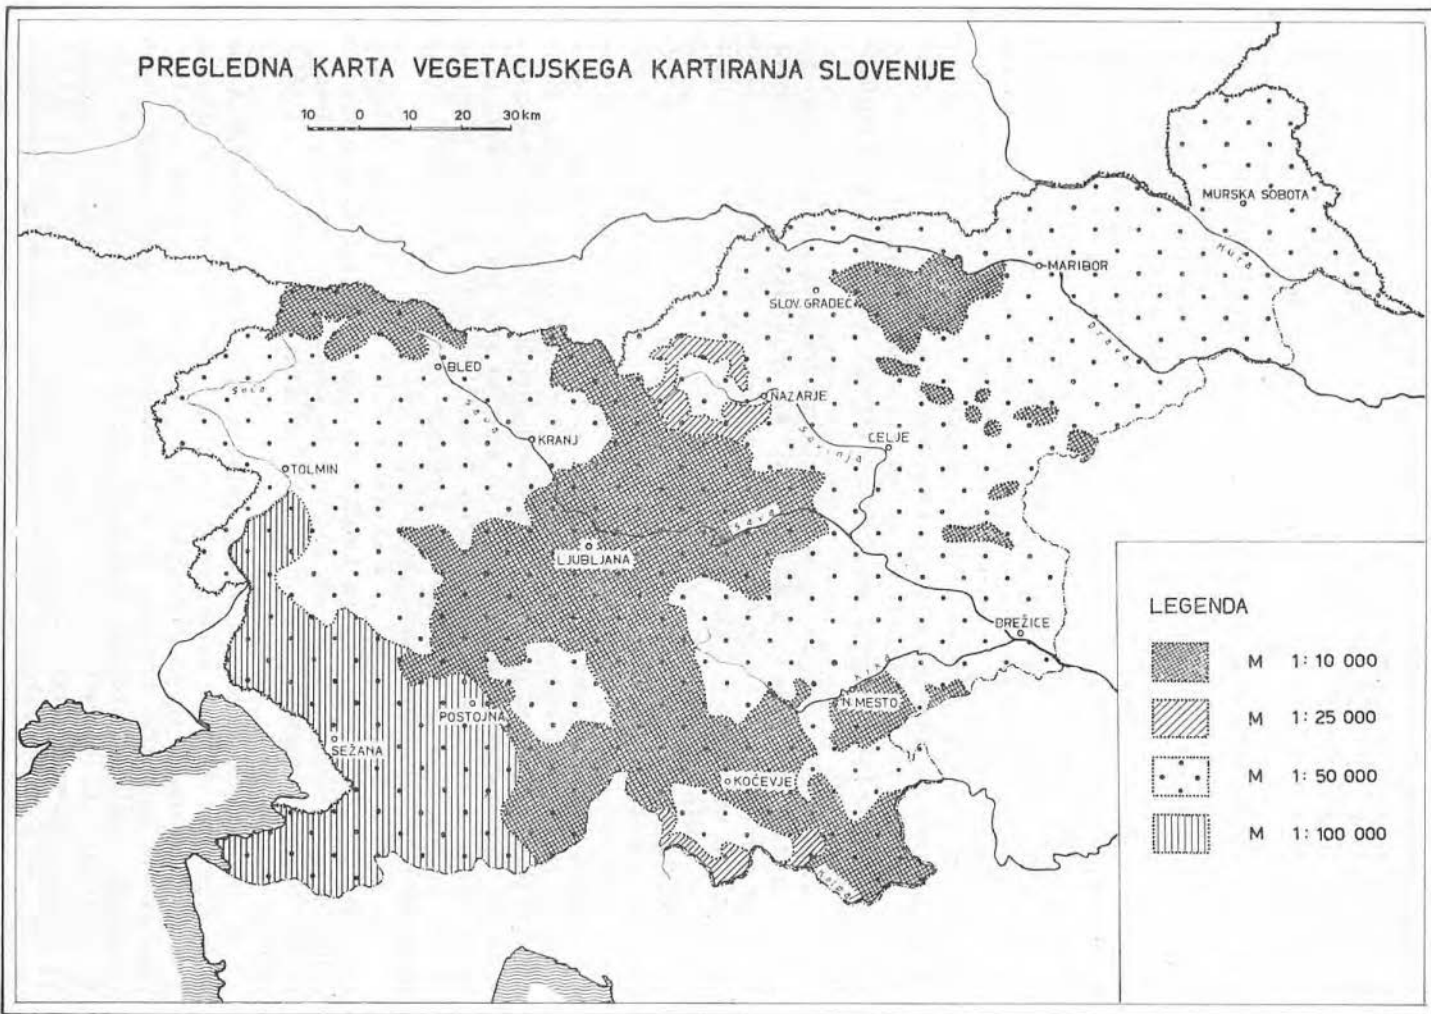 PREGLEDNA KARTA VEGETACIJSKEGA KARTIRANJA SLOVENIJE
10 0 10 20 30 km
MURSKA SOBOTA
Mura
MARIBOR
SLOV. GRADEC
Drava
BLED
Soča
Sava
NAZARJE
KRANJ
Savinja
CELJE
TOLMIN
Sava
LJUBLJANA
LEGENDA
M 1: 10 000
M 1: 25 000
M 1: 50 000
M 1: 100 000
BREŽICE
POSTOJNA
N. MESTO
SEŽANA
KOČEVJE
Kolpa